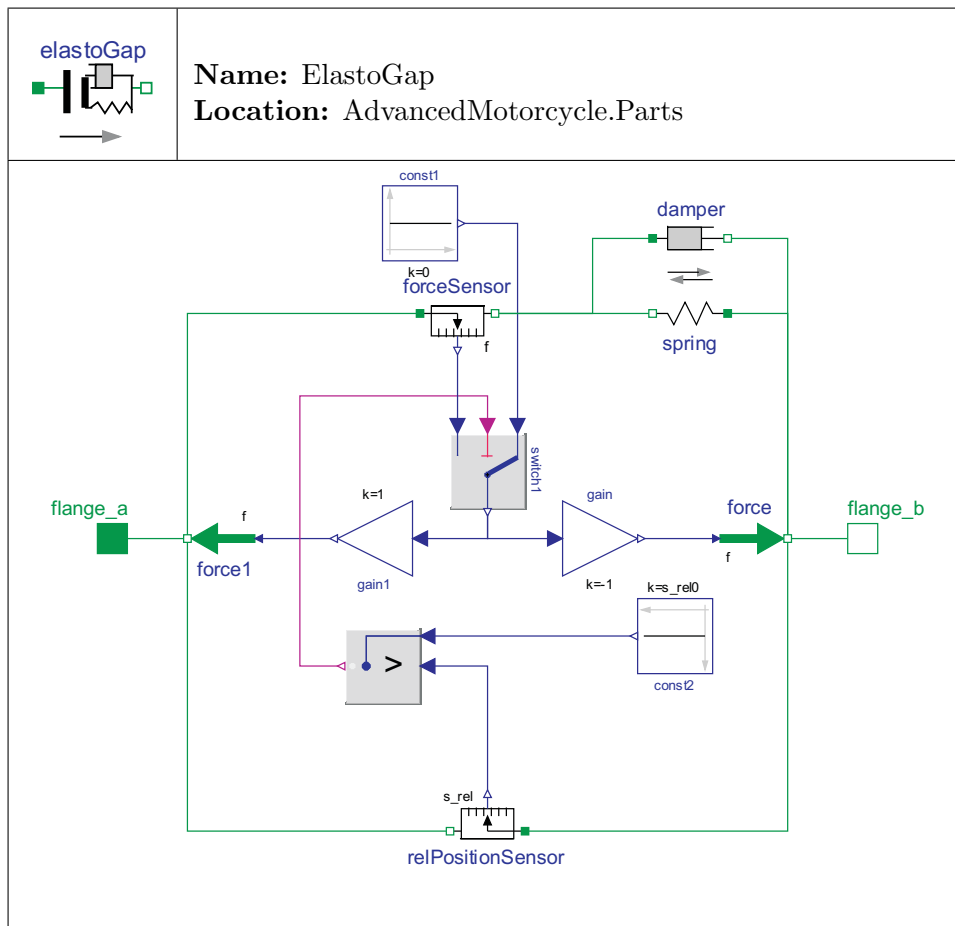 elastoGap
Name: ElastoGap
Location: AdvancedMotorcycle.Parts
const1
k=0
damper
forceSensor
f
spring
switch1
flange_a
f
force1
k=1
gain1
gain
k=-1
force
f
flange_b
k=s_rel0
>
const2
s_rel
relPositionSensor